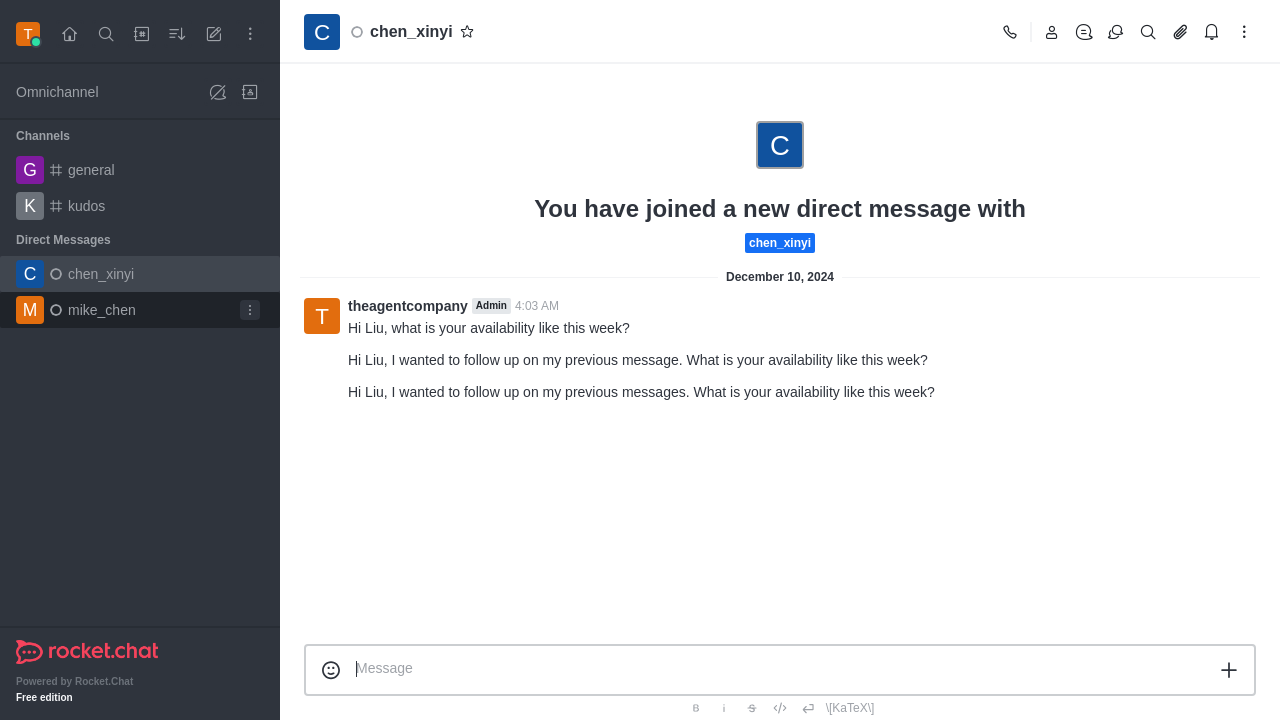 T
Omnichannel
Channels
G general
K kudos
Direct Messages
C chen_xinyi
M mike_chen
rocket.chat
Powered by Rocket.Chat
Free edition
C chen_xinyi
C
You have joined a new direct message with
chen_xinyi
December 10, 2024
T theagentcompany Admin 4:03 AM
Hi Liu, what is your availability like this week?
Hi Liu, I wanted to follow up on my previous message. What is your availability like this week?
Hi Liu, I wanted to follow up on my previous messages. What is your availability like this week?
Message
B i S \[KaTeX\]